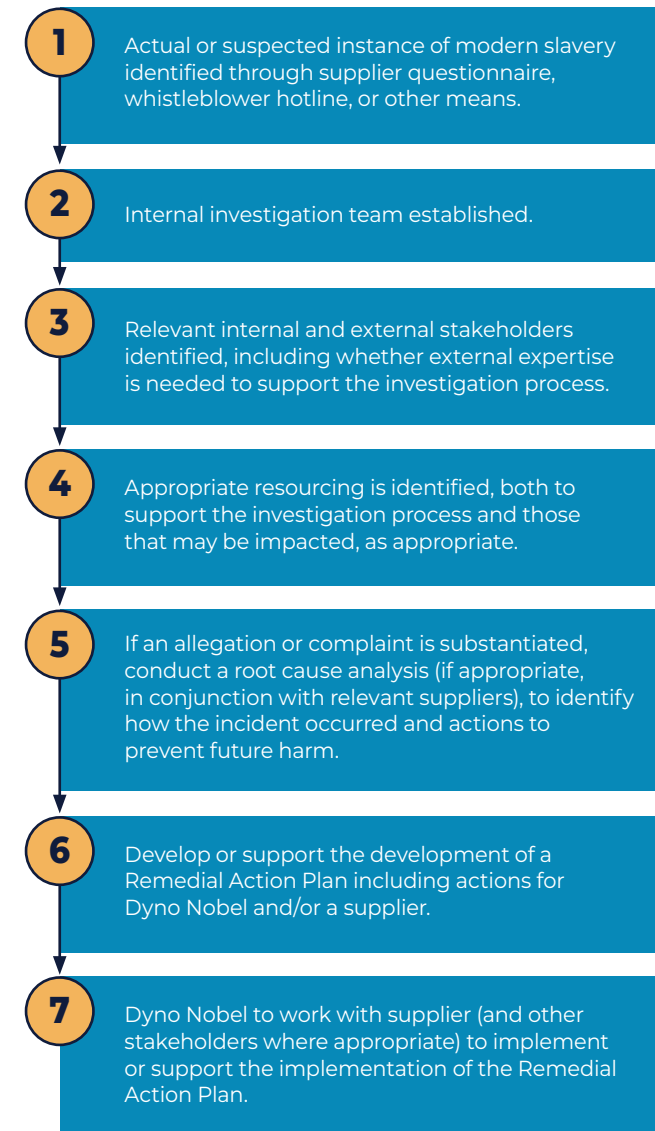 1
Actual or suspected instance of modern slavery
identified through supplier questionnaire,
whistleblower hotline, or other means.
2
Internal investigation team established.
3
Relevant internal and external stakeholders
identified, including whether external expertise
is needed to support the investigation process.
4
Appropriate resourcing is identified, both to
support the investigation process and those
that may be impacted, as appropriate.
5
If an allegation or complaint is substantiated,
conduct a root cause analysis (if appropriate,
in conjunction with relevant suppliers), to identify
how the incident occurred and actions to
prevent future harm.
6
Develop or support the development of a
Remedial Action Plan including actions for
Dyno Nobel and/or a supplier.
7
Dyno Nobel to work with supplier (and other
stakeholders where appropriate) to implement
or support the implementation of the Remedial
Action Plan.